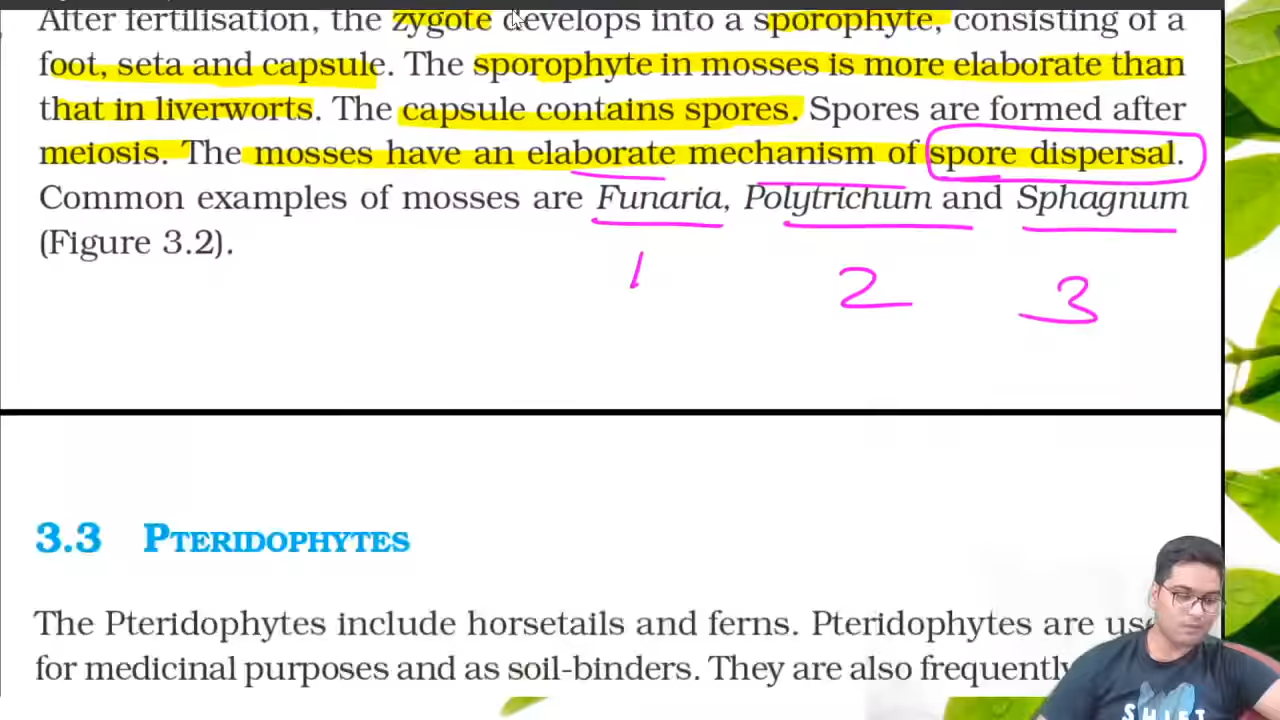 After fertilisation, the zygote develops into a sporophyte, consisting of a
foot, seta and capsule. The sporophyte in mosses is more elaborate than
that in liverworts. The capsule contains spores. Spores are formed after
meiosis. The mosses have an elaborate mechanism of spore dispersal.
Common examples of mosses are Funaria, Polytrichum and Sphagnum
(Figure 3.2).
1 2 3
3.3 PTERIDOPHYTES
The Pteridophytes include horsetails and ferns. Pteridophytes are
for medicinal purposes and as soil-binders. They are also frequently
SHIFT